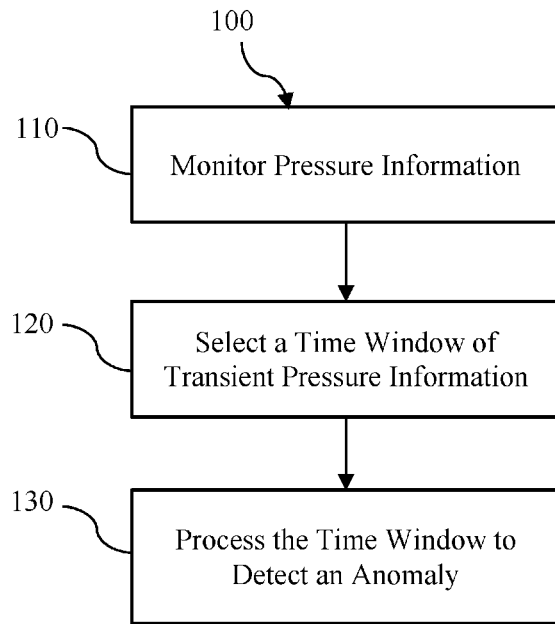 100
110
Monitor Pressure Information
120
Select a Time Window of
Transient Pressure Information
130
Process the Time Window to
Detect an Anomaly